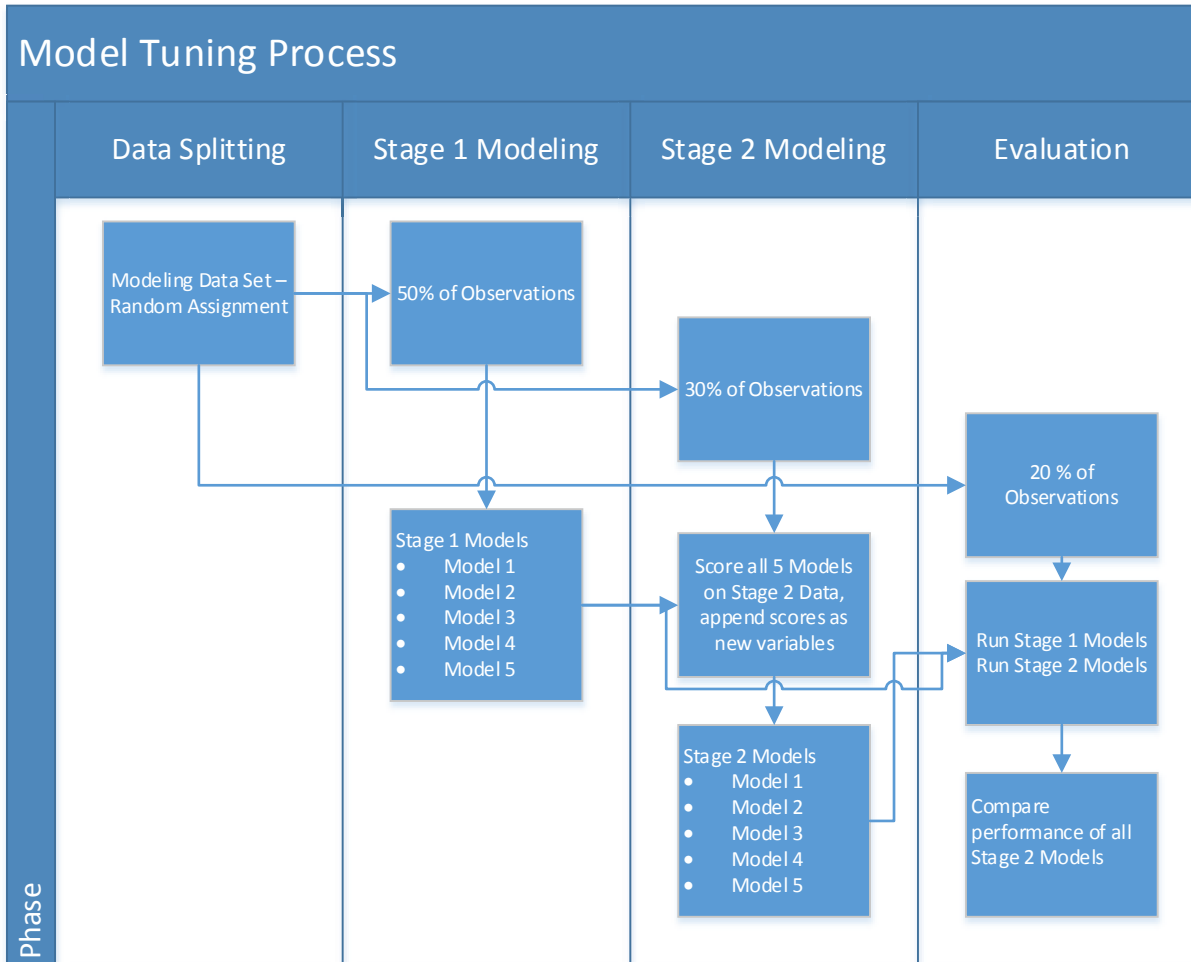 Model Tuning Process
Data Splitting
Stage 1 Modeling
Stage 2 Modeling
Evaluation
Phase
Modeling Data Set –
Random Assignment
50% of Observations
30% of Observations
20 % of
Observations
Stage 1 Models
• Model 1
• Model 2
• Model 3
• Model 4
• Model 5
Score all 5 Models
on Stage 2 Data,
append scores as
new variables
Stage 2 Models
• Model 1
• Model 2
• Model 3
• Model 4
• Model 5
Run Stage 1 Models
Run Stage 2 Models
Compare
performance of all
Stage 2 Models